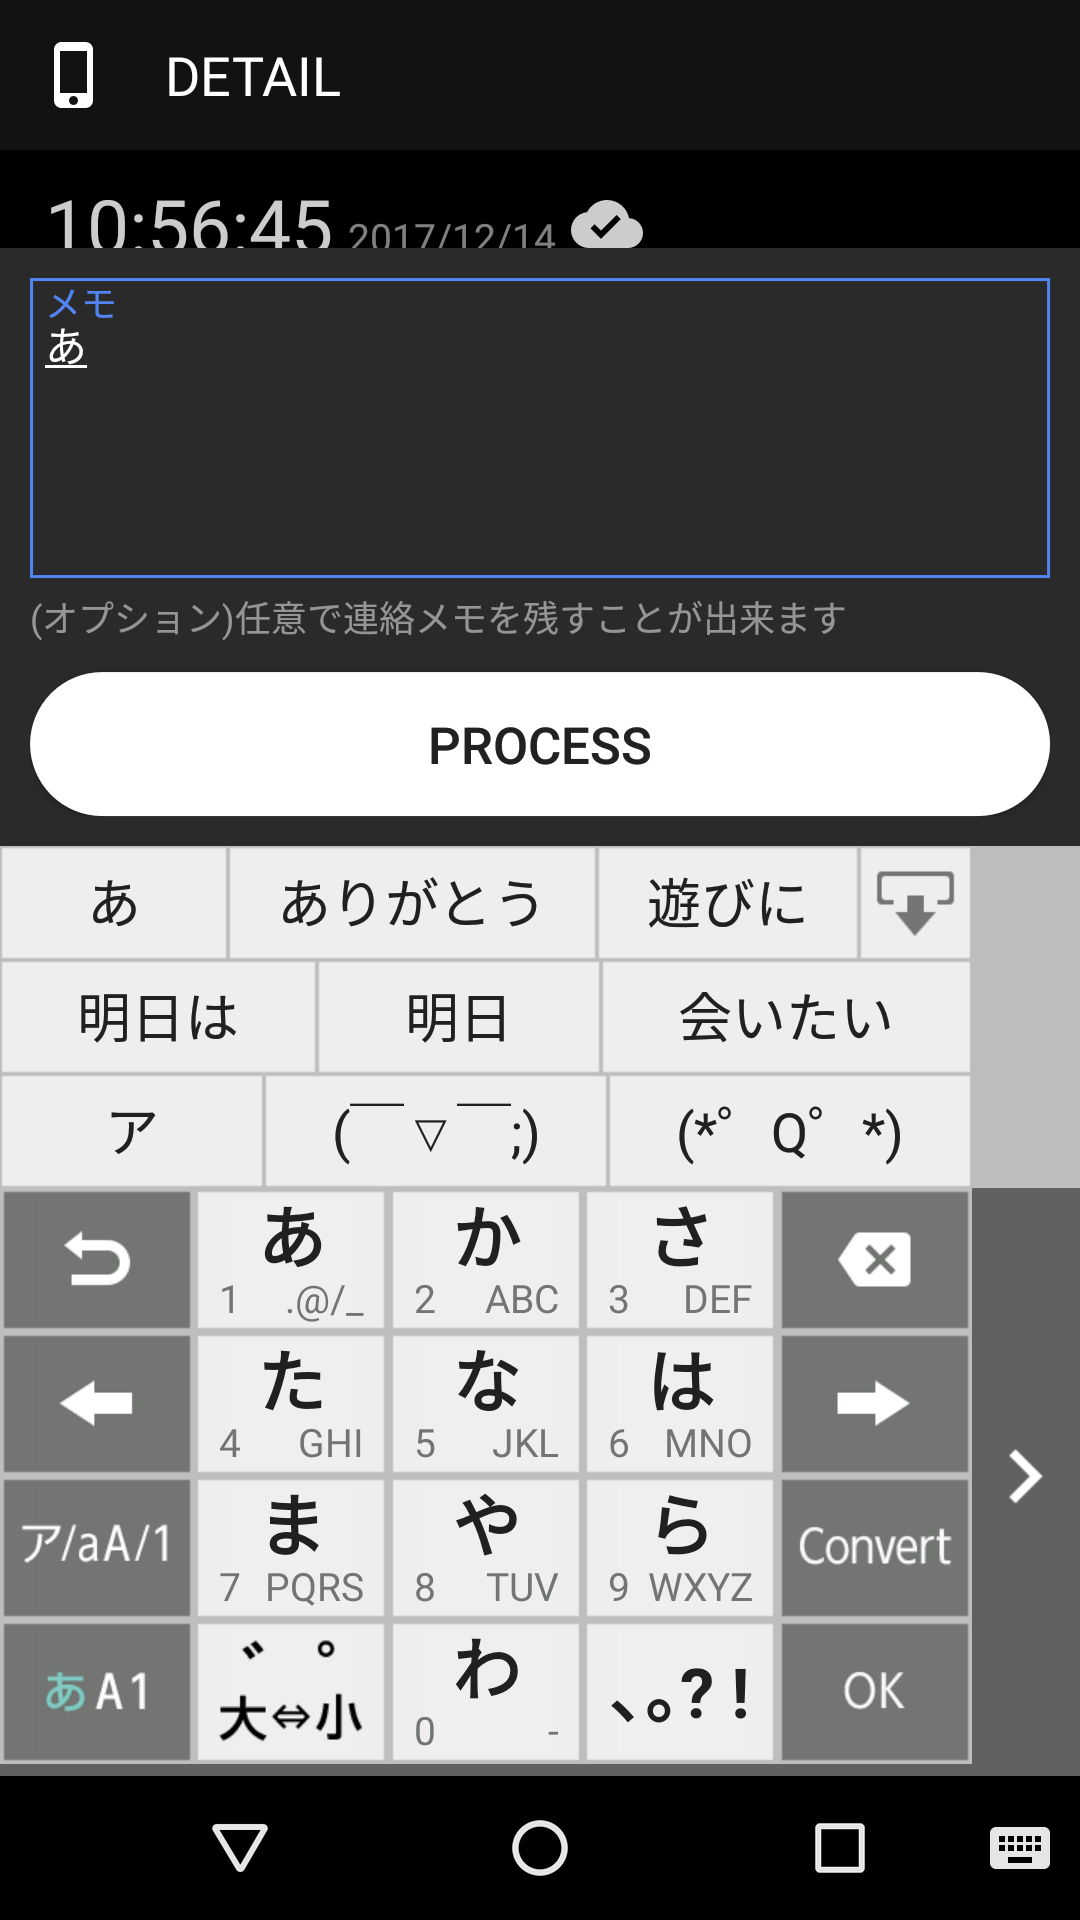 DETAIL
10:56:45 2017/12/14
メモ
あ
(オプション)任意で連絡メモを残すことが出来ます
PROCESS
あ ありがとう 遊びに
明日は 明日 会いたい
ア (￣▽￣;) (*ﾟQﾟ*)
あ か さ
1 .@/_ 2 ABC 3 DEF
た な は
4 GHI 5 JKL 6 MNO
ア/aA/1 ま や ら Convert
7 PQRS 8 TUV 9 WXYZ
あA1 ゛゜ わ 、。?! OK
大⇔小 0 -